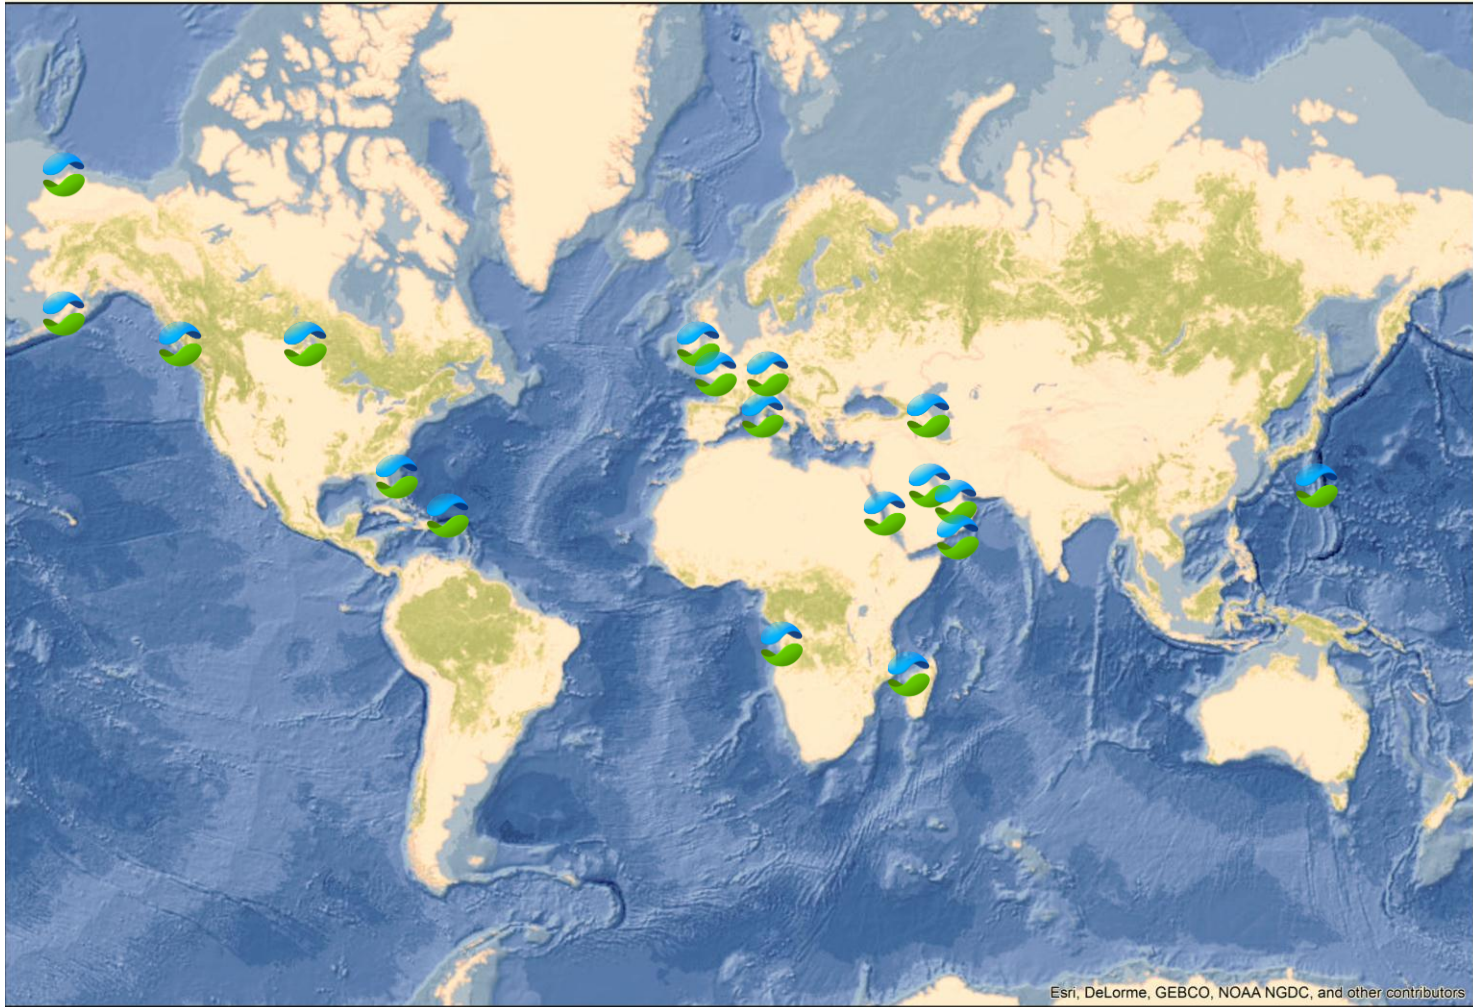 Esri, DeLorme, GEBCO, NOAA NGDC, and other contributors